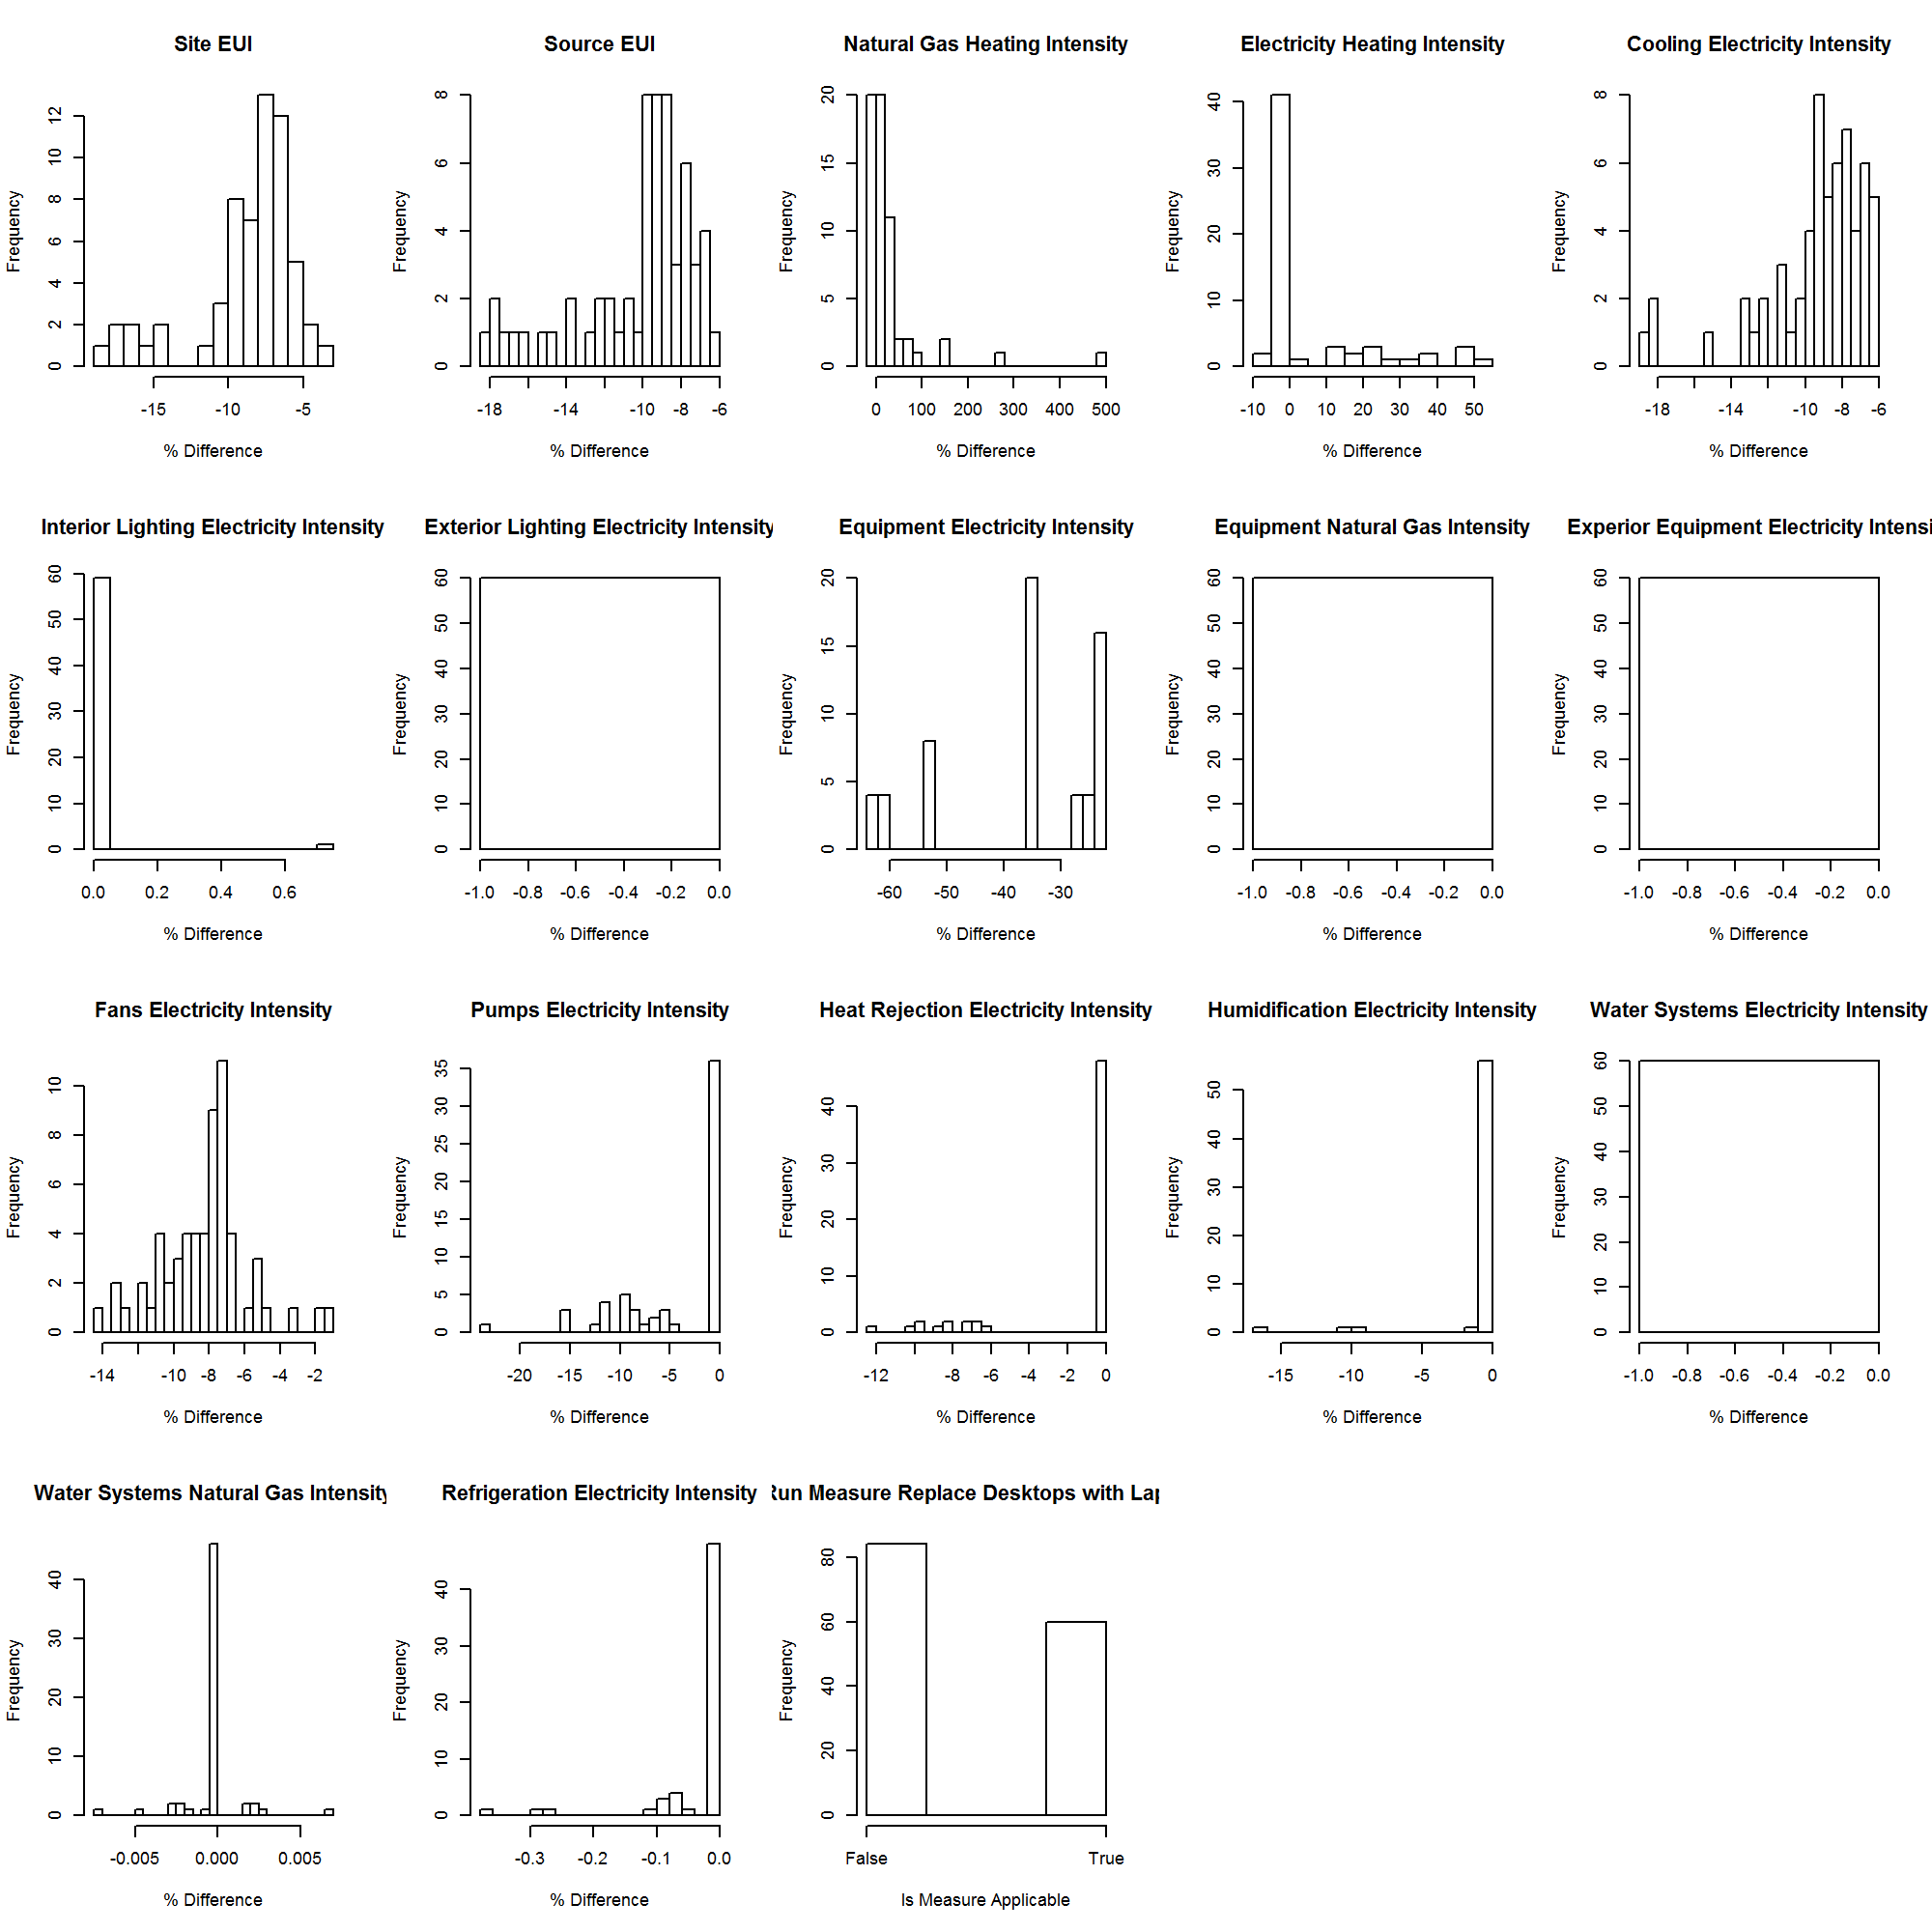 Site EUI
Frequency
0 2 4 6 8 10 12
-15 -10 -5
% Difference
Source EUI
Frequency
0 2 4 6 8
-18 -14 -10 -8 -6
% Difference
Natural Gas Heating Intensity
Frequency
0 5 10 15 20
0 100 200 300 400 500
% Difference
Electricity Heating Intensity
Frequency
0 10 20 30 40
-10 0 10 20 30 40 50
% Difference
Cooling Electricity Intensity
Frequency
0 2 4 6 8
-18 -14 -10 -8 -6
% Difference
Interior Lighting Electricity Intensity
Frequency
0 10 20 30 40 50 60
0.0 0.2 0.4 0.6
% Difference
Exterior Lighting Electricity Intensity
Frequency
0 10 20 30 40 50 60
-1.0 -0.8 -0.6 -0.4 -0.2 0.0
% Difference
Equipment Electricity Intensity
Frequency
0 5 10 15 20
-60 -50 -40 -30
% Difference
Equipment Natural Gas Intensity
Frequency
0 10 20 30 40 50 60
-1.0 -0.8 -0.6 -0.4 -0.2 0.0
% Difference
Experior Equipment Electricity Intensi
Frequency
0 10 20 30 40 50 60
-1.0 -0.8 -0.6 -0.4 -0.2 0.0
% Difference
Fans Electricity Intensity
Frequency
0 2 4 6 8 10
-14 -10 -8 -6 -4 -2
% Difference
Pumps Electricity Intensity
Frequency
0 5 10 15 20 25 30 35
-20 -15 -10 -5 0
% Difference
Heat Rejection Electricity Intensity
Frequency
0 10 20 30 40
-12 -10 -8 -6 -4 -2 0
% Difference
Humidification Electricity Intensity
Frequency
0 10 20 30 40 50
-15 -10 -5 0
% Difference
Water Systems Electricity Intensity
Frequency
0 10 20 30 40 50 60
-1.0 -0.8 -0.6 -0.4 -0.2 0.0
% Difference
Water Systems Natural Gas Intensity
Frequency
0 10 20 30 40
-0.005 0.000 0.005
% Difference
Refrigeration Electricity Intensity
Frequency
0 10 20 30 40
-0.3 -0.2 -0.1 0.0
% Difference
Run Measure Replace Desktops with Lap
Frequency
0 20 40 60 80
False True
Is Measure Applicable